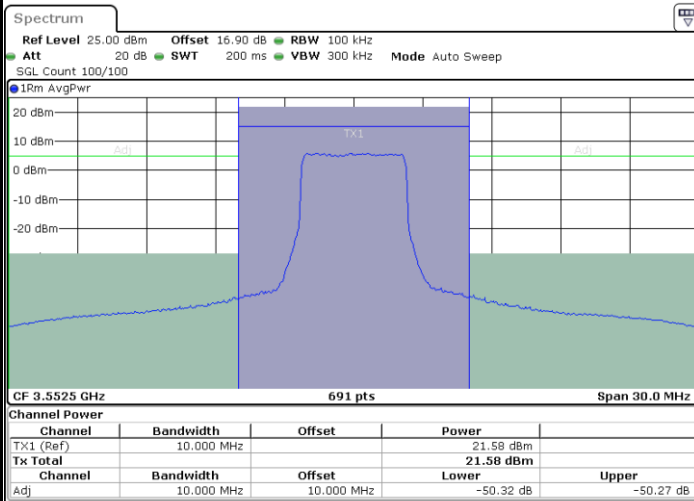 Spectrum
Ref Level 25.00 dBm Offset 16.90 dB RBW 100 kHz
Att 20 dB SWT 200 ms VBW 300 kHz Mode Auto Sweep
SGL Count 100/100
1Rm AvgPwr
20 dBm
TX1
10 dBm
Adj Adj
0 dBm
-10 dBm
-20 dBm
CF 3.5525 GHz 691 pts Span 30.0 MHz
Channel Power
Channel Bandwidth Offset Power
TX1 (Ref) 10.000 MHz 21.58 dBm
Tx Total 21.58 dBm
Channel Bandwidth Offset Lower Upper
Adj 10.000 MHz 10.000 MHz -50.32 dB -50.27 dB